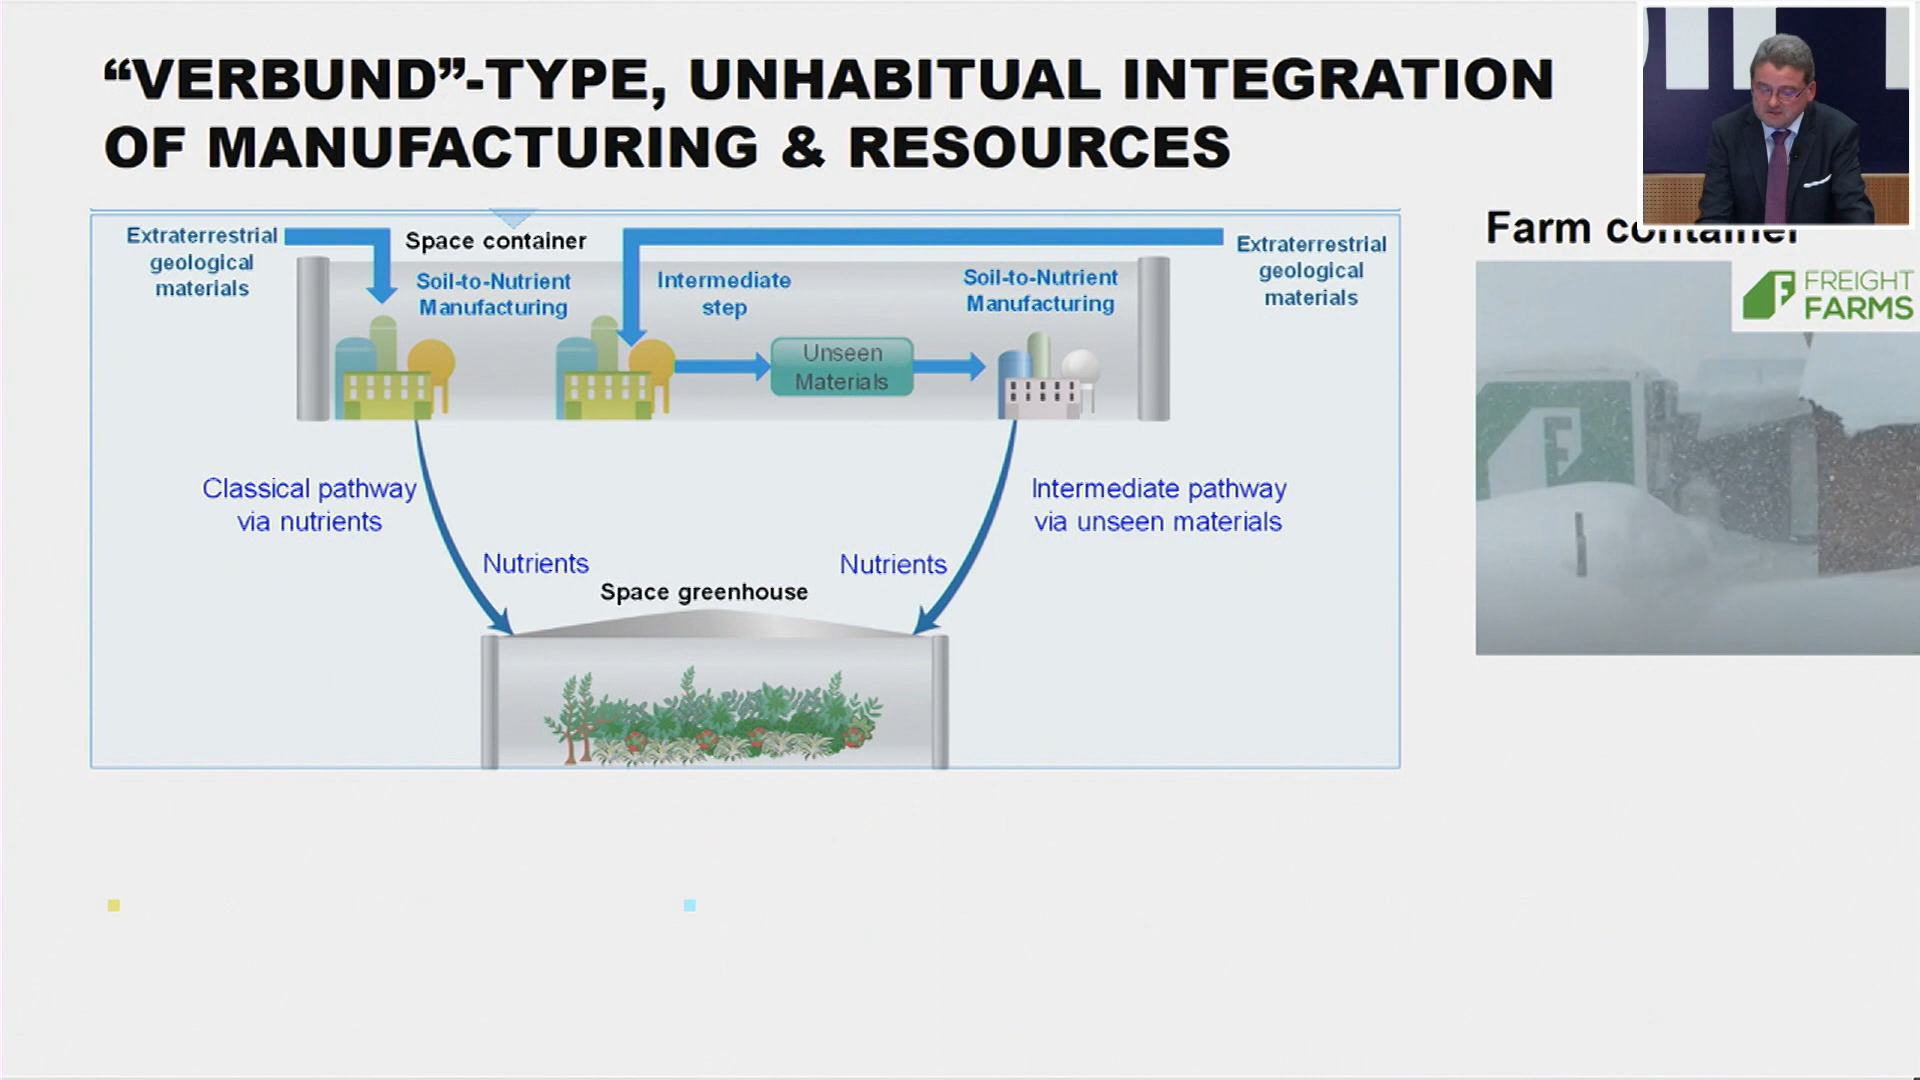 “VERBUND”-TYPE, UNHABITUAL INTEGRATION
OF MANUFACTURING & RESOURCES
Extraterrestrial
geological
materials
Space container
Soil-to-Nutrient
Manufacturing
Intermediate
step
Unseen
Materials
Soil-to-Nutrient
Manufacturing
Extraterrestrial
geological
materials
Classical pathway
via nutrients
Nutrients
Nutrients
Intermediate pathway
via unseen materials
Space greenhouse
Farm container
FREIGHT
FARMS